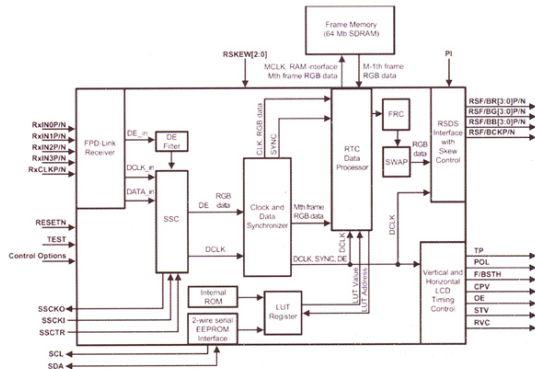 Frame Memory
(64 Mb SDRAM)
RSKEW[2:0]
MCLK, RAM interface
Mth frame RGB data
M-1th frame
RGB data
PI
RxIN0P/N
RxIN1P/N
RxIN2P/N
RxIN3P/N
RxCLKP/N
FPD-Link
Receiver
DE_in
DE
Filter
DCLK_in
DATA_in
SSC
RGB data
DE
DCLK
CLK, RGB data
SYNC
Clock and
Data
Synchronizer
Mth frame
RGB data
RTC
Data
Processor
FRC
SWAP
RGB
data
RSDS
Interface
with
Skew
Control
RSF/BR[3:0]P/N
RSF/BG[3:0]P/N
RSF/BB[3:0]P/N
RSF/BCKP/N
RESETN
TEST
Control Options
DCLK
DCLK
DCLK, SYNC, DE
LUT Value
LUT Address
Internal
ROM
LUT
Register
2-wire serial
EEPROM
Interface
Vertical and
Horizontal
LCD
Timing
Control
TP
POL
F/BSTH
CPV
OE
STV
RVC
SSCKO
SSCKI
SSCTR
SCL
SDA